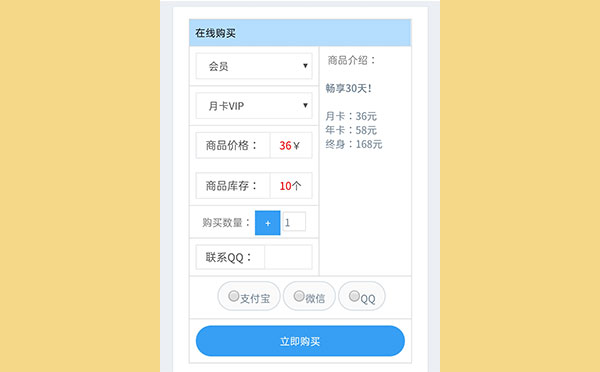 在线购买
会员
月卡VIP
商品价格： 36¥
商品库存： 10个
购买数量： + 1
联系QQ：
商品介绍：
畅享30天！
月卡：36元
年卡：58元
终身：168元
支付宝 微信 QQ
立即购买